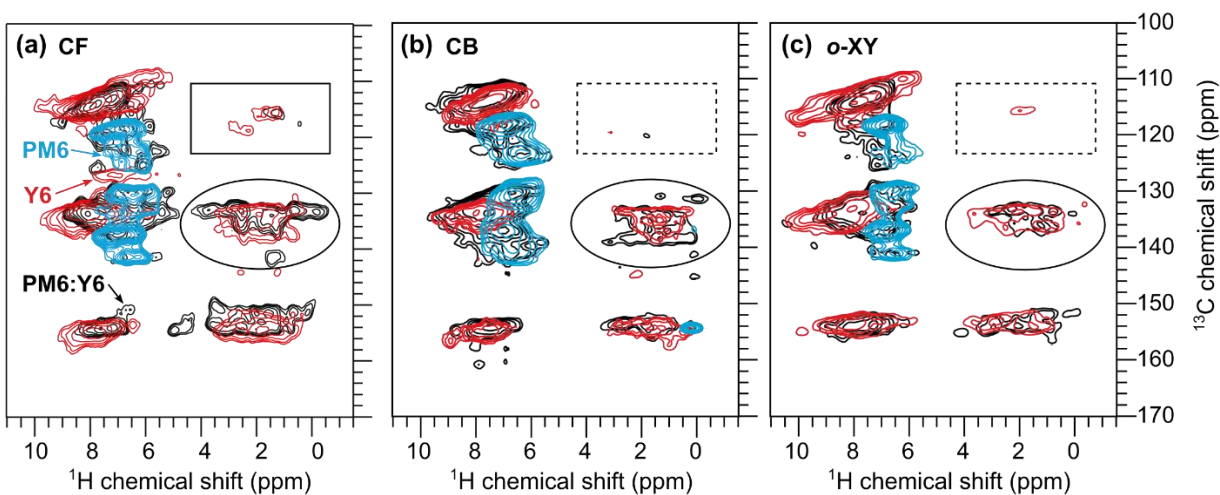 (a) CF
(b) CB
(c) o-XY
PM6
Y6
PM6:Y6
100
110
120
130
140
150
160
170
¹³C chemical shift (ppm)
10 8 6 4 2 0
10 8 6 4 2 0
10 8 6 4 2 0
¹H chemical shift (ppm)
¹H chemical shift (ppm)
¹H chemical shift (ppm)